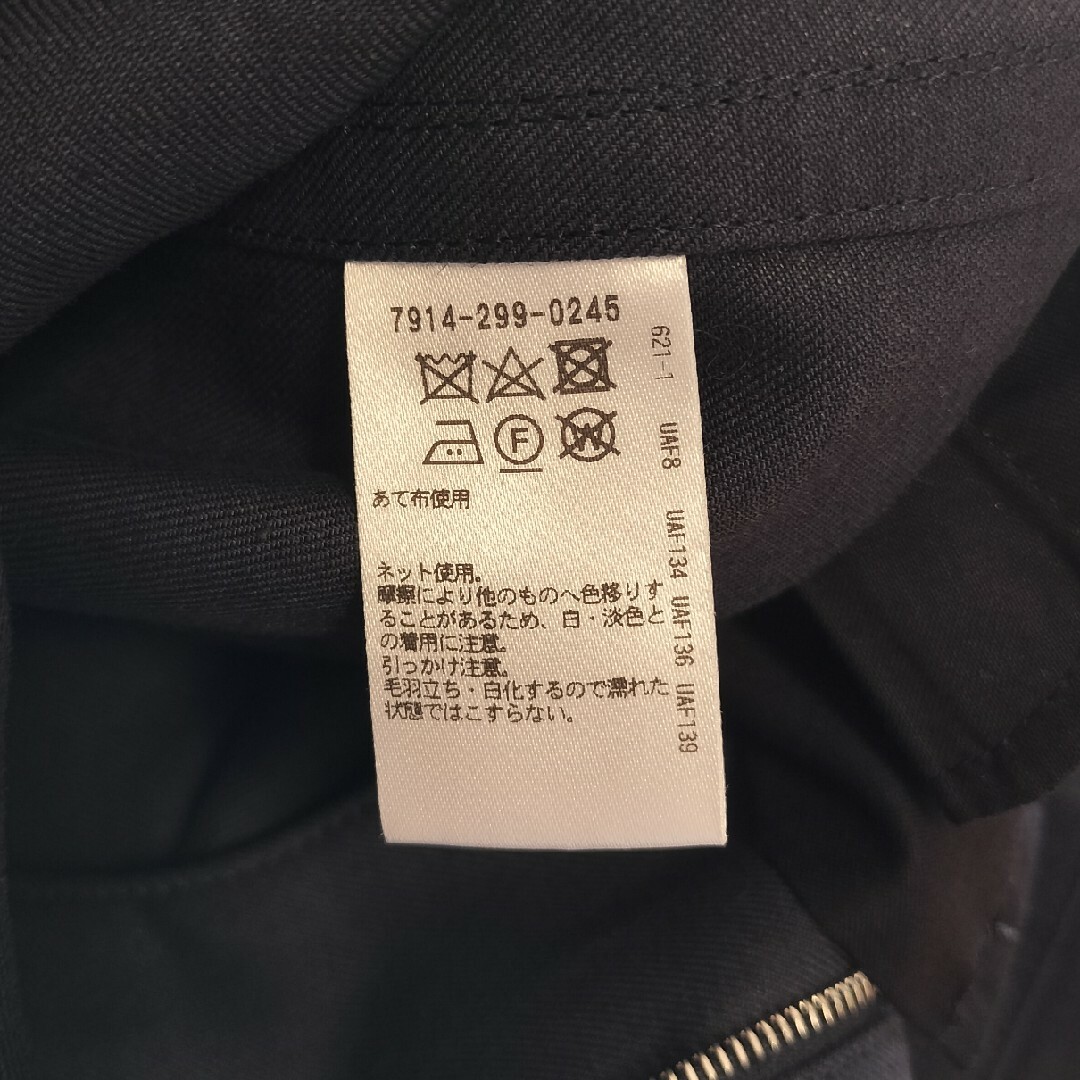 7914-299-0245
F
W
あて布使用
ネット使用。
摩擦により他のものへ色移りす
ることがあるため、白・淡色と
の着用に注意。
引っかけ注意。
毛羽立ち・白化するので濡れた
状態ではこすらない。
621-1 UAF8 UAF134 UAF136 UAF139